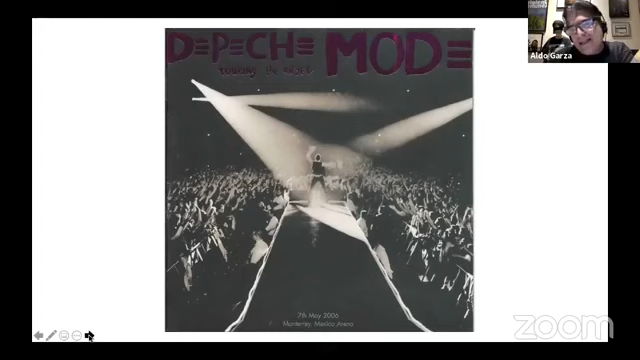 DEPECHE MODE
TOURING THE ANGEL
7th May 2006
Monterrey, Mexico Arena
Aldo Garza
zoom